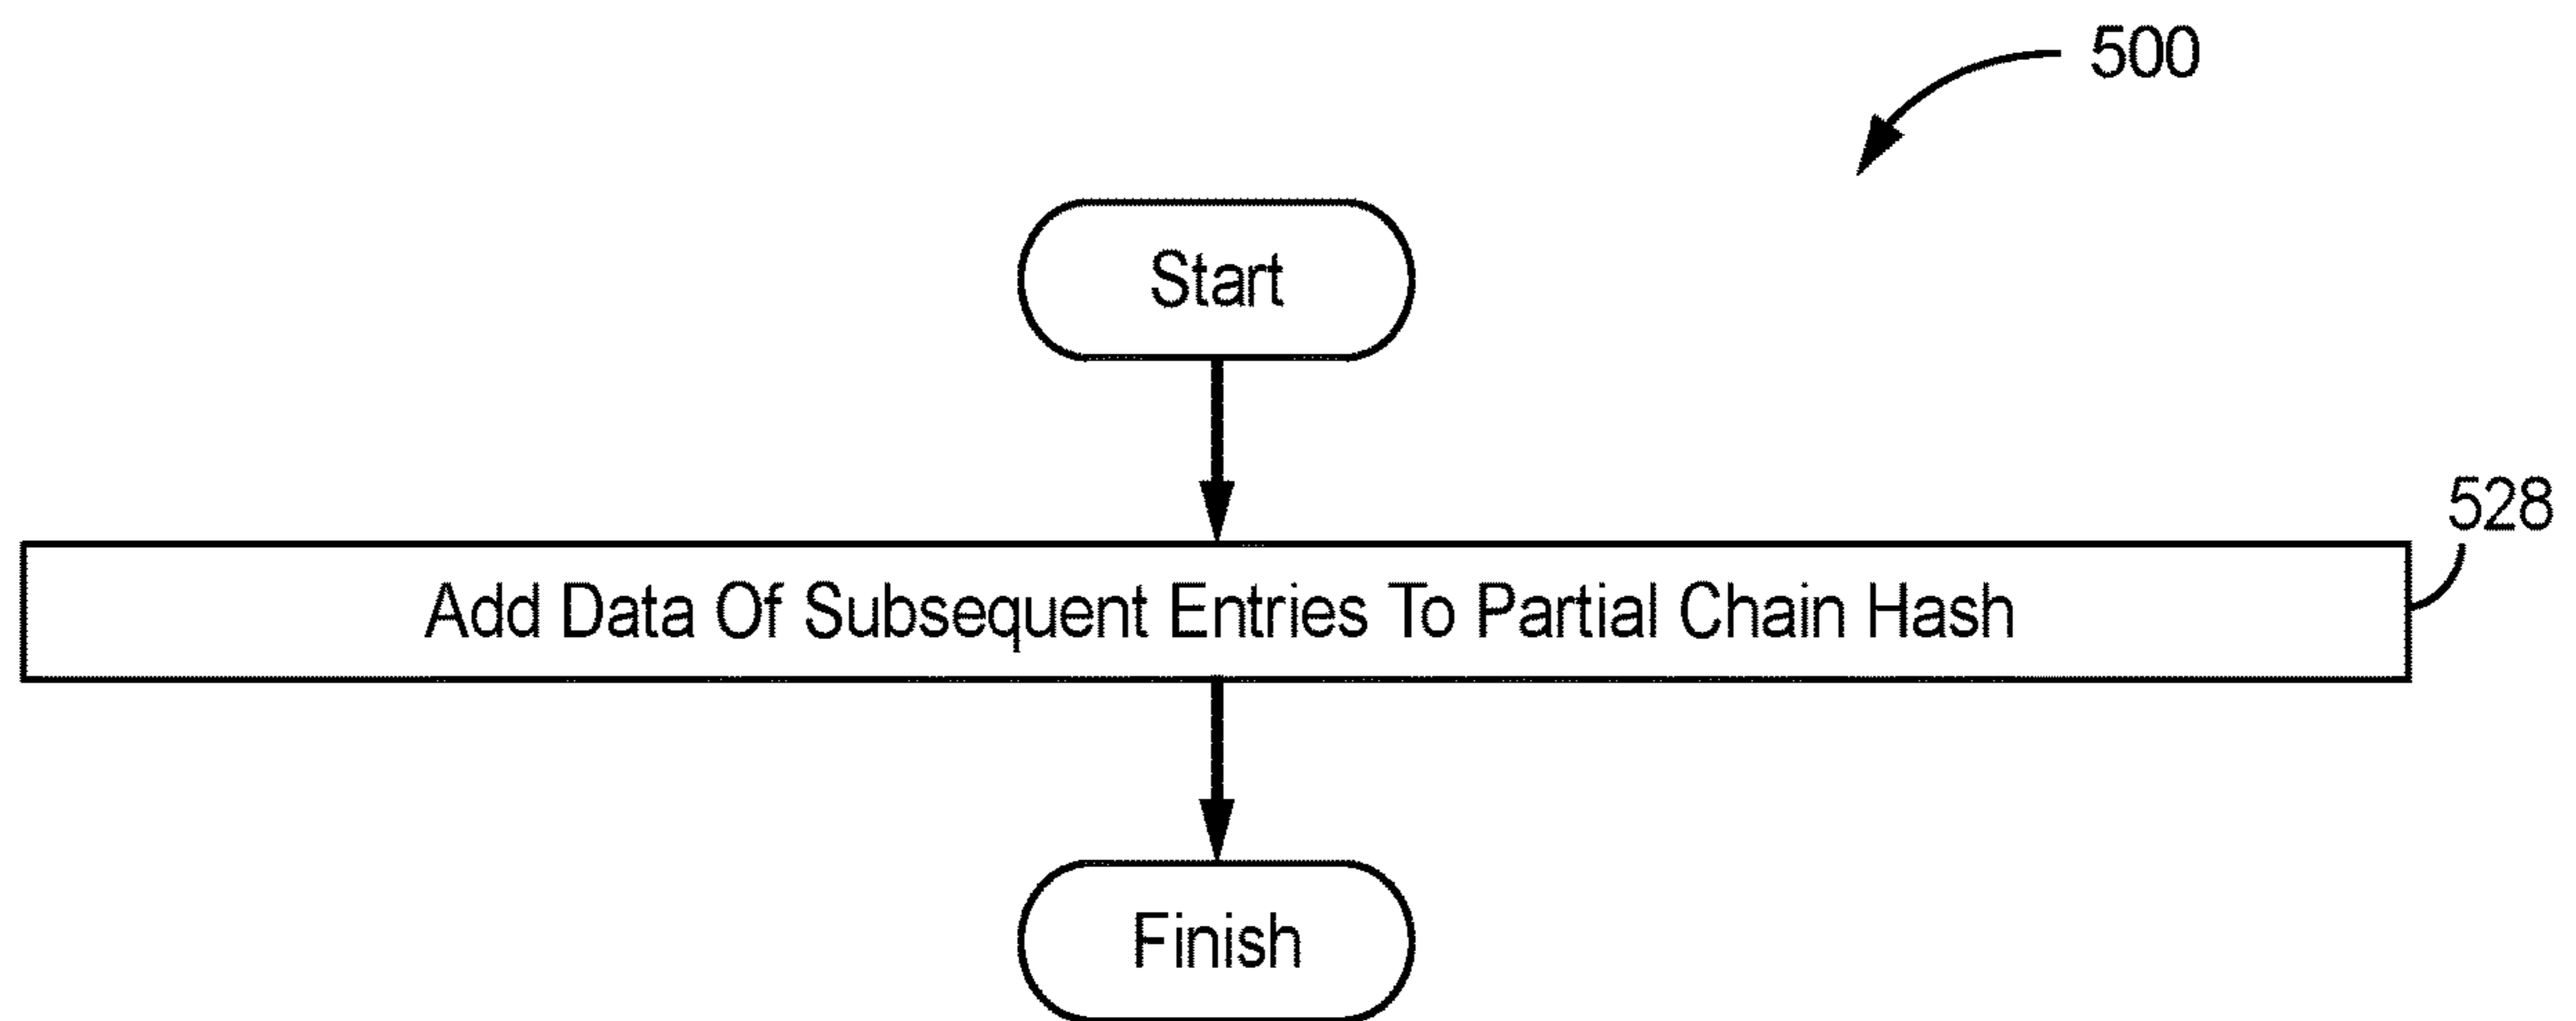 500
Start
528
Add Data Of Subsequent Entries To Partial Chain Hash
Finish